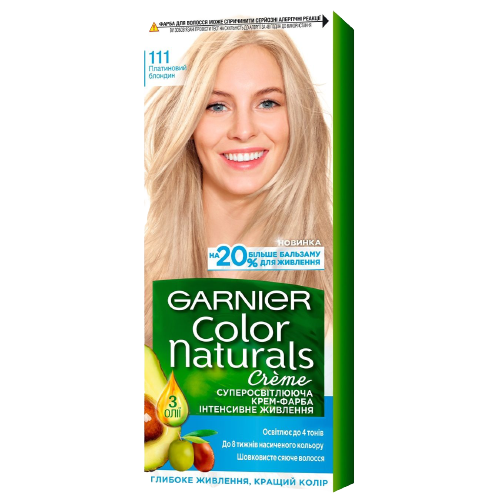 ФАРБА ДЛЯ ВОЛОССЯ МОЖЕ СПРИЧИНИТИ СЕРЙОЗНІ АЛЕРГІЧНІ РЕАКЦІЇ
111
Платиновий
блондин
НОВИНКА
НА 20% БІЛЬШЕ БАЛЬЗАМУ
ДЛЯ ЖИВЛЕННЯ
GARNIER
Color
Naturals
Crème
СУПЕРОСВІТЛЮЮЧА
КРЕМ-ФАРБА
ІНТЕНСИВНЕ ЖИВЛЕННЯ
3
ОЛІЇ
Освітлює до 4 тонів
До 8 тижнів насиченого кольору
Шовковисте сяюче волосся
ГЛИБОКЕ ЖИВЛЕННЯ, КРАЩИЙ КОЛІР